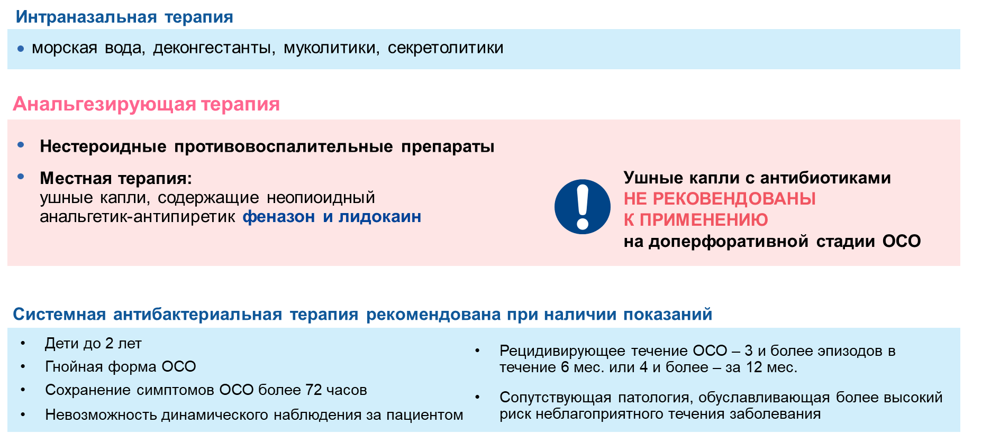 Интраназальная терапия
• морская вода, деконгестанты, муколитики, секретолитики
Анальгезирующая терапия
• Нестероидные противовоспалительные препараты
• Местная терапия:
ушные капли, содержащие неопиоидный
анальгетик-антипиретик феназон и лидокаин
Ушные капли с антибиотиками
НЕ РЕКОВЕНДОВАНЫ
К ПРИМЕНЕНИЮ
на доперфоративной стадии ОСО
Системная антибактериальная терапия рекомендована при наличии показаний
• Дети до 2 лет
• Гнойная форма ОСО
• Сохранение симптомов ОСО более 72 часов
• Невозможность динамического наблюдения за пациентом
• Рецидивирующее течение ОСО – 3 и более эпизодов в
течение 6 мес. или 4 и более – за 12 мес.
• Сопутствующая патология, обуславливающая более высокий
риск неблагоприятного течения заболевания